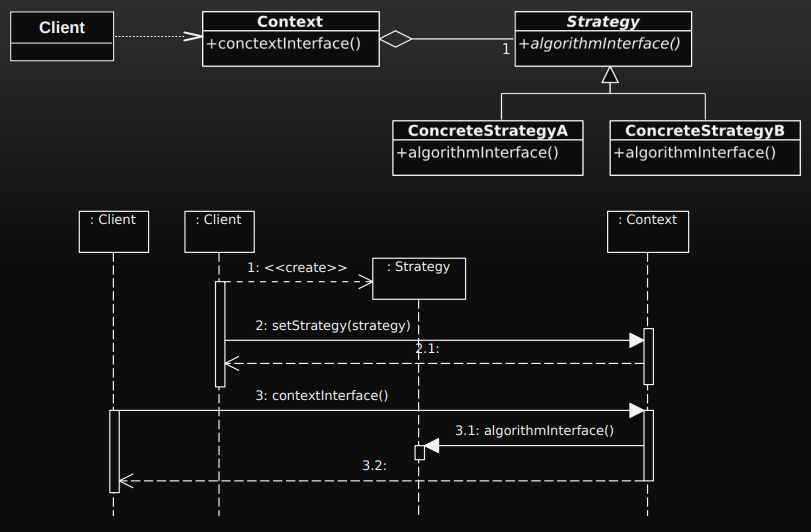 Client
Context
+conctextInterface()
1
Strategy
+algorithmInterface()
ConcreteStrategyA
+algorithmInterface()
ConcreteStrategyB
+algorithmInterface()
: Client
: Client
: Context
1: <<create>>
: Strategy
2: setStrategy(strategy)
2.1:
3: contextInterface()
3.1: algorithmInterface()
3.2: